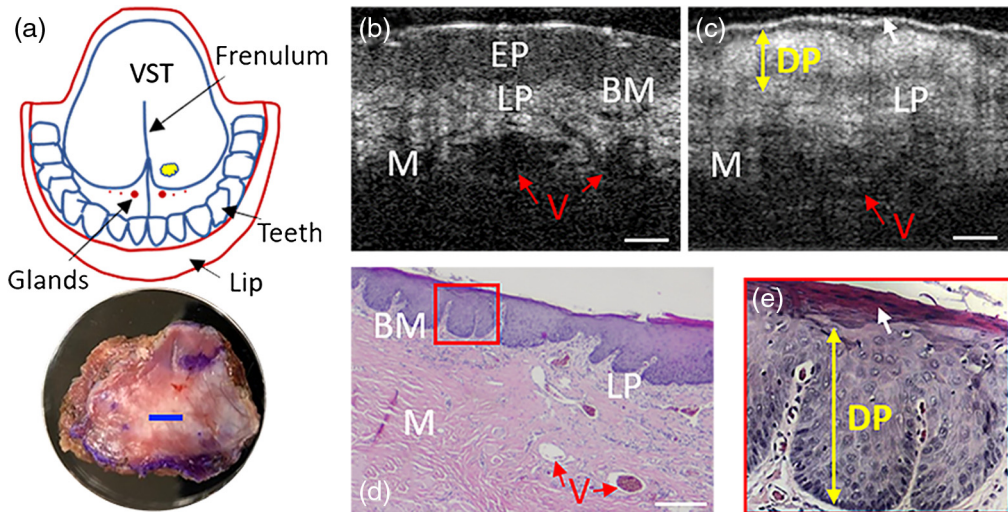 (a)
VST
Frenulum
Glands
Teeth
Lip
(b)
EP
LP
BM
M
V
(c)
DP
LP
M
V
BM
LP
M
V
(d)
(e)
DP